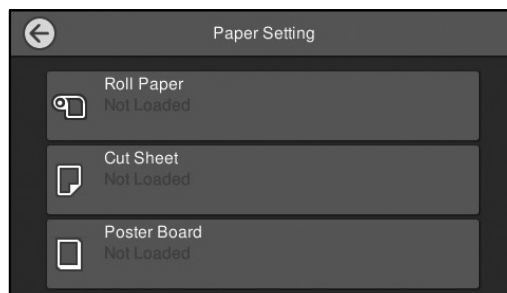 Paper Setting
Roll Paper
Not Loaded
Cut Sheet
Not Loaded
Poster Board
Not Loaded